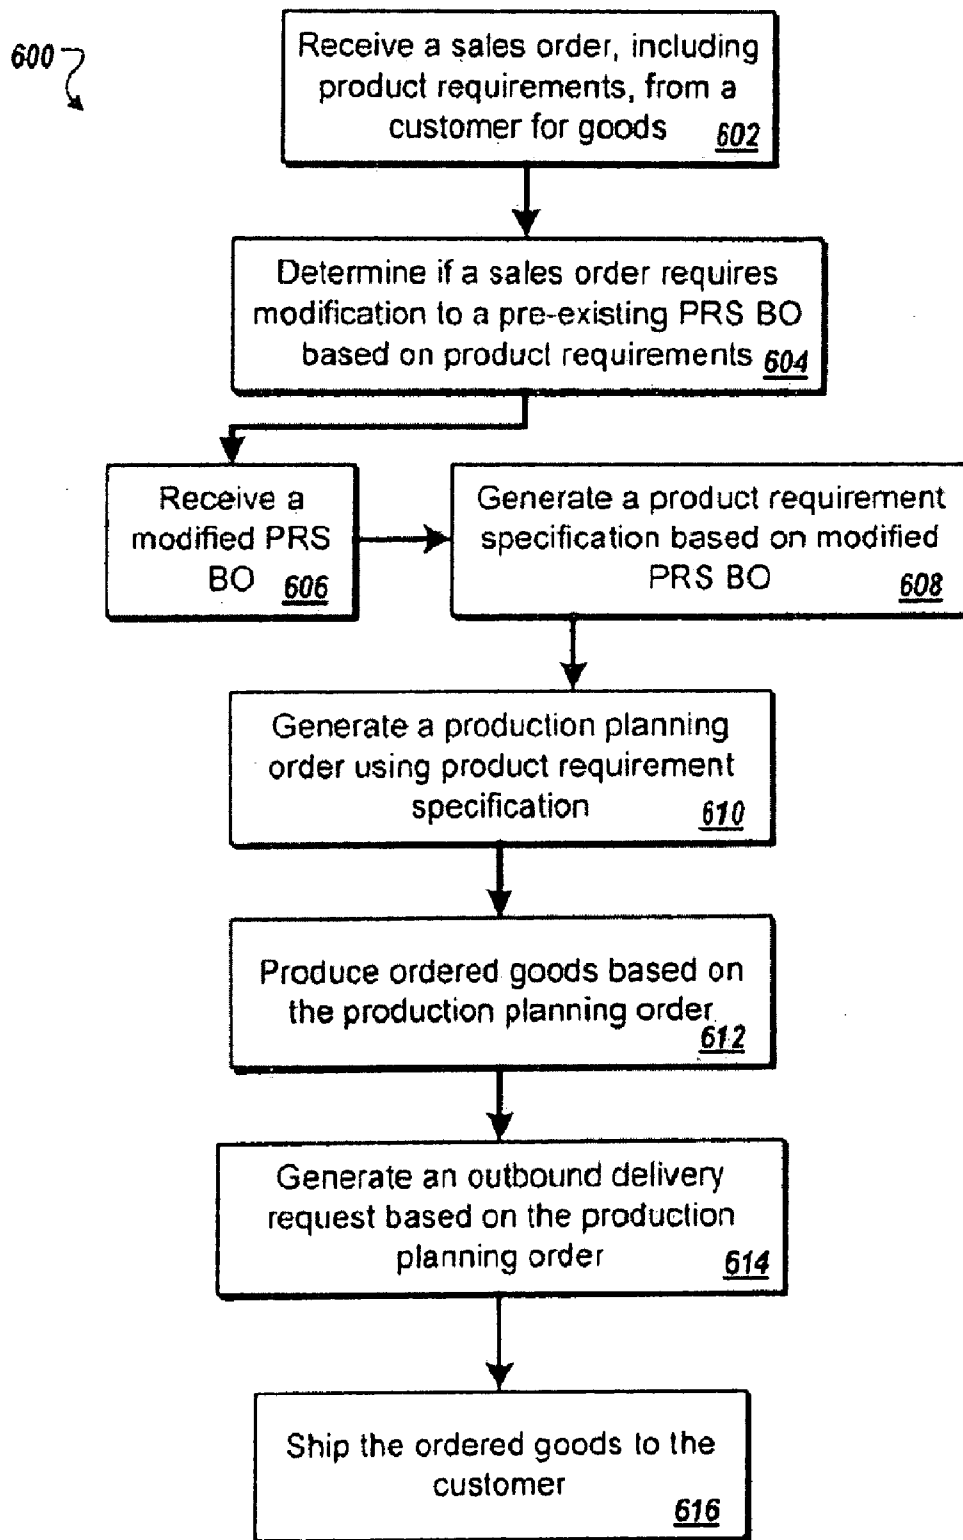 600
Receive a sales order, including
product requirements, from a
customer for goods
602
Determine if a sales order requires
modification to a pre-existing PRS BO
based on product requirements 604
Receive a
modified PRS
BO 606
Generate a product requirement
specification based on modified
PRS BO 608
Generate a production planning
order using product requirement
specification
610
Produce ordered goods based on
the production planning order
612
Generate an outbound delivery
request based on the production
planning order 614
Ship the ordered goods to the
customer
616